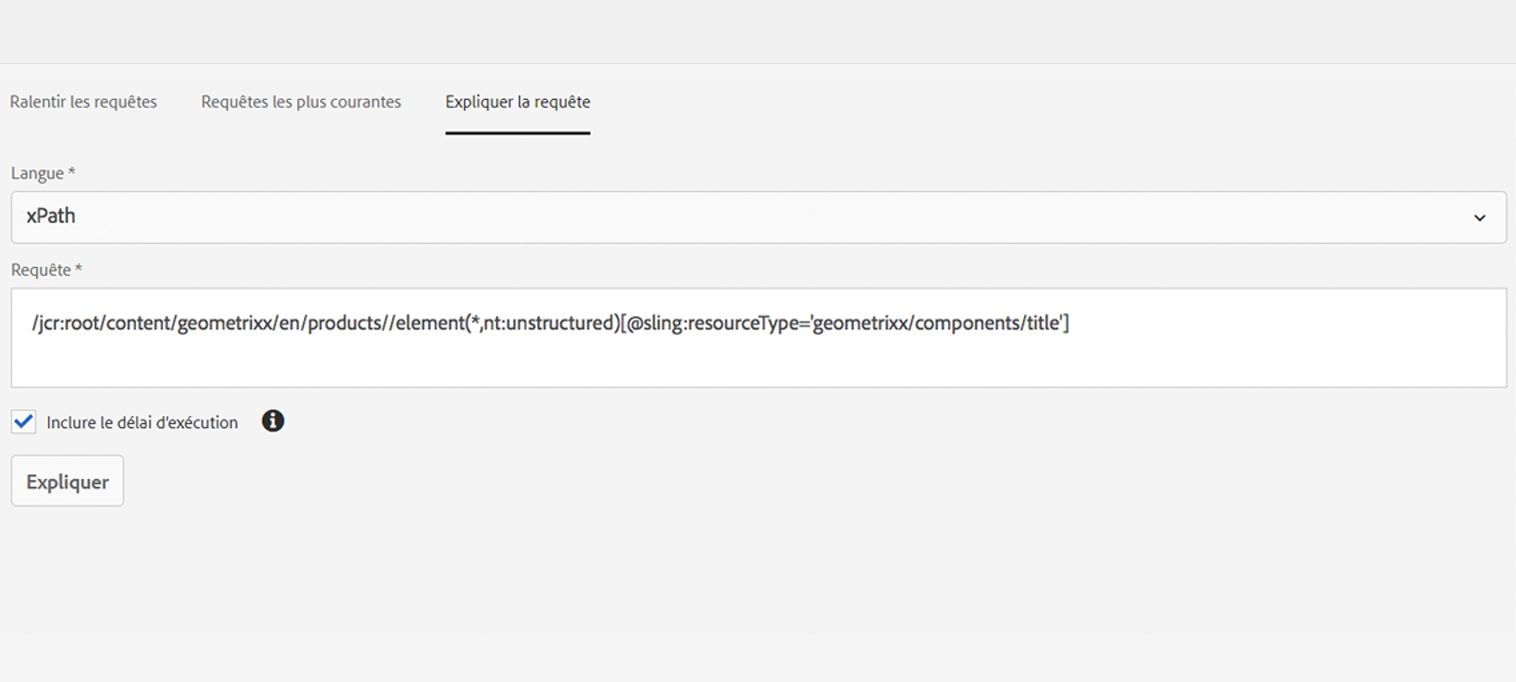 Ralentir les requêtes Requêtes les plus courantes Expliquer la requête
Langue *
xPath
Requête *
/jcr:root/content/geometrixx/en/products//element(*,nt:unstructured)[@sling:resourceType='geometrixx/components/title']
Inclure le délai d'exécution
Expliquer